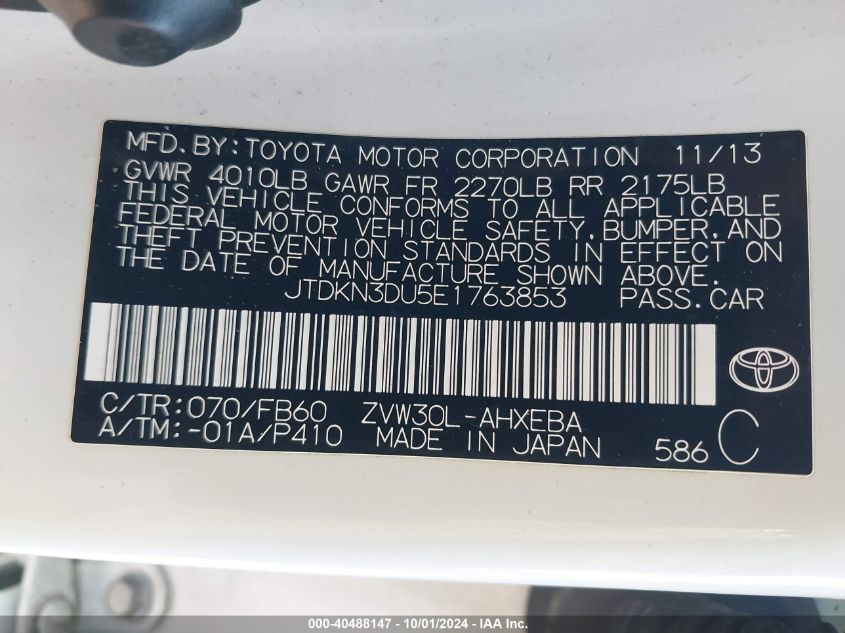 MFD. BY: TOYOTA MOTOR CORPORATION 11/13
GVWR 4010LB GAWR FR 2270LB RR 2175LB
THIS VEHICLE CONFORMS TO ALL APPLICABLE
FEDERAL MOTOR VEHICLE SAFETY, BUMPER, AND
THEFT PREVENTION STANDARDS IN EFFECT ON
THE DATE OF MANUFACTURE SHOWN ABOVE.
JTDKN3DU5E1763853 PASS. CAR
C/TR: 070/FB60 ZVW30L-AHXEBA
A/TM: -01A/P410 MADE IN JAPAN 586 C
000-40488147 - 10/01/2024 - IAA Inc.